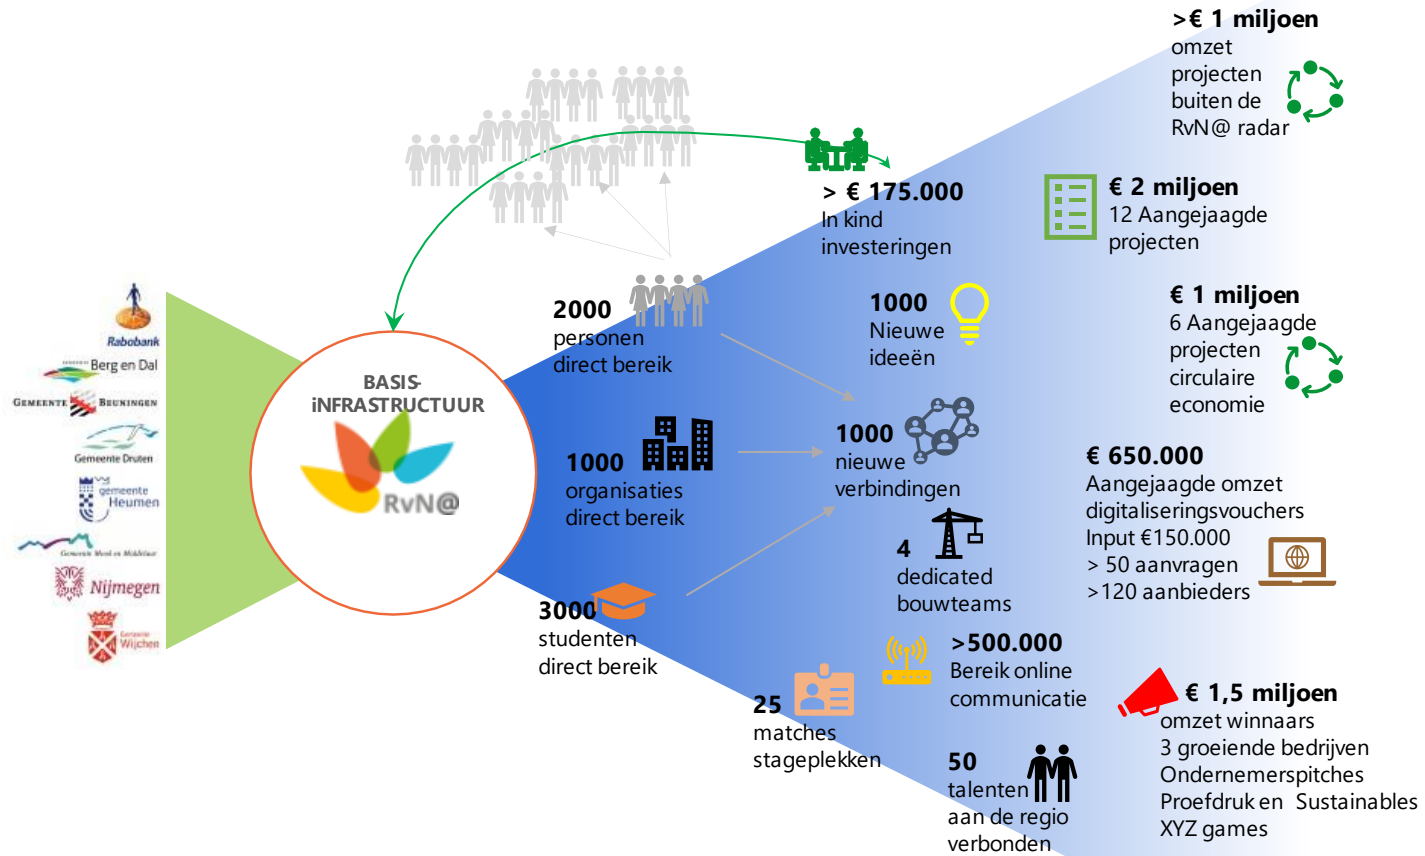 Rabobank
Berg en Dal
GEMEENTE BEUNINGEN
Gemeente Druten
gemeente
Heumen
Nijmegen
Gemeente
Wijchen
BASIS-
iNFRASTRUCTUUR
RvN@
2000
personen
direct bereik
1000
organisaties
direct bereik
3000
studenten
direct bereik
> € 175.000
In kind
investeringen
1000
Nieuwe
ideeën
1000
nieuwe
verbindingen
4
dedicated
bouwteams
>500.000
Bereik online
communicatie
25
matches
stageplekken
50
talenten
aan de regio
verbonden
>€ 1 miljoen
omzet
projecten
buiten de
RvN@ radar
€ 2 miljoen
12 Aangejaagde
projecten
€ 1 miljoen
6 Aangejaagde
projecten
circulaire
economie
€ 650.000
Aangejaagde omzet
digitaliseringsvouchers
Input €150.000
> 50 aanvragen
>120 aanbieders
€ 1,5 miljoen
omzet winnaars
3 groeiende bedrijven
Ondernemerspitches
Proefdruk en Sustainables
XYZ games